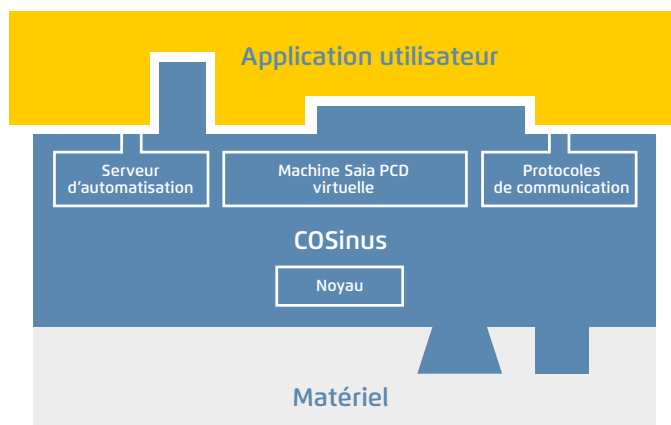 Application utilisateur
Serveur
d'automatisation
Machine Saia PCD
virtuelle
Protocoles
de communication
COSinus
Noyau
Matériel